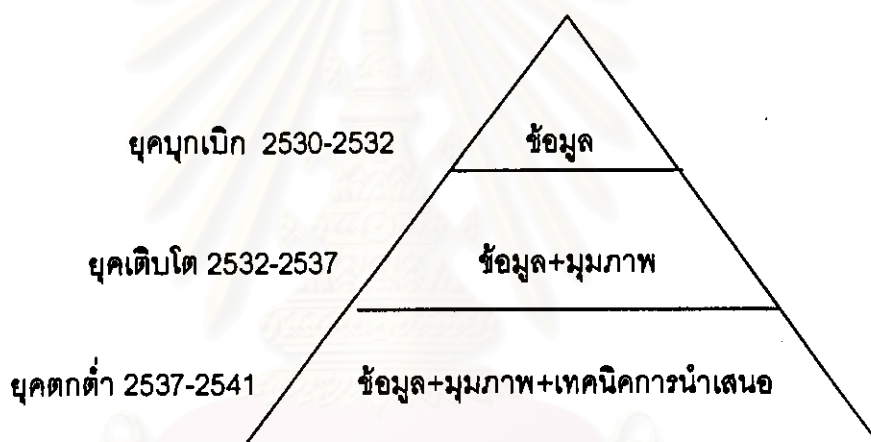 ยุคบุกเบิก 2530-2532 ข้อมูล
ยุคเติบโต 2532-2537 ข้อมูล+มุมภาพ
ยุคตกต่ำ 2537-2541 ข้อมูล+มุมภาพ+เทคนิคการนำเสนอ